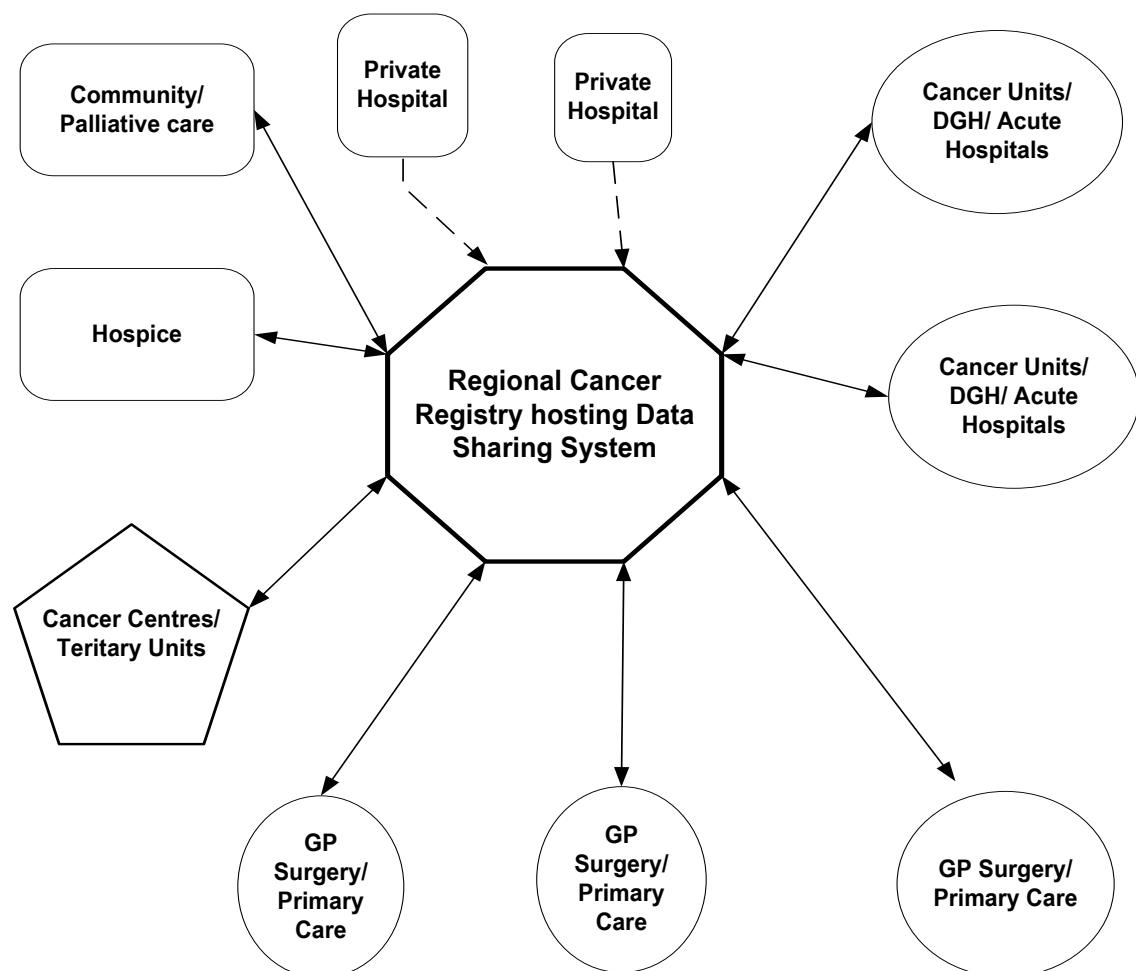 Community/
Palliative care
Private
Hospital
Private
Hospital
Cancer Units/
DGH/ Acute
Hospitals
Hospice
Regional Cancer
Registry hosting Data
Sharing System
Cancer Units/
DGH/ Acute
Hospitals
Cancer Centres/
Teritary Units
GP
Surgery/
Primary
Care
GP
Surgery/
Primary
Care
GP Surgery/
Primary Care